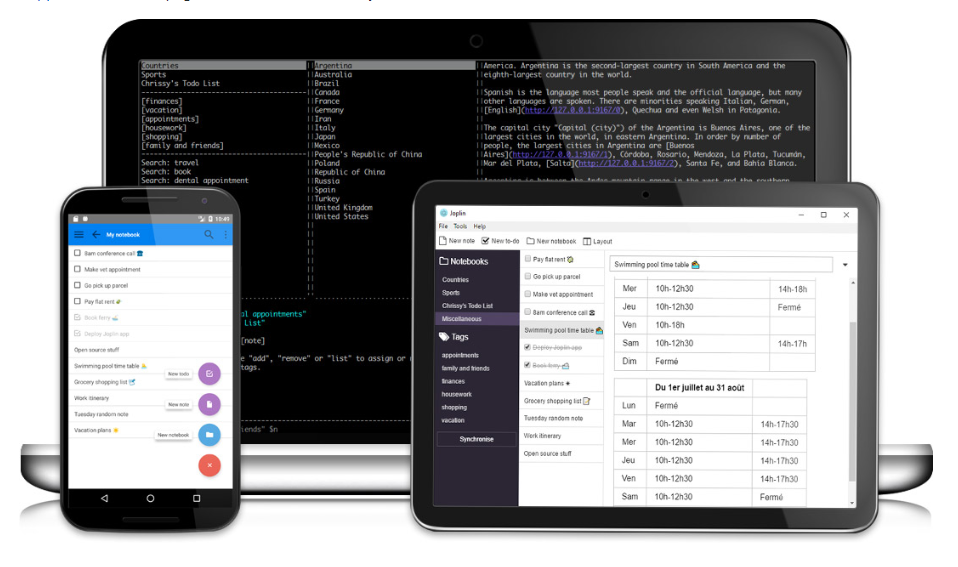 Countries
Sports
Chrissy's Todo List
[finances]
[vacation]
[appointments]
[housework]
[shopping]
[family and friends]
Search: travel
Search: book
Search: dental appointment
||Argentina
||Australia
||Brazil
||Canada
||France
||Germany
||Iran
||Italy
||Japan
||Mexico
||People's Republic of China
||Poland
||Republic of China
||Russia
||Spain
||Turkey
||United Kingdom
||United States
||America. Argentina is the second-largest country in South America and the
||eighth-largest country in the world.
||
||Spanish is the language most people speak and the official language, but many
||other languages are spoken. There are minorities speaking Italian, German,
||[English](http://127.0.0.1:9167/0), Quechua and even Welsh in Patagonia.
||
||The capital city "Capital (city)") of the Argentina is Buenos Aires, one of the
||largest cities in the world, in eastern Argentina. In order by number of
||people, the largest cities in Argentina are [Buenos
||Aires](http://127.0.0.1:9167/1), Córdoba, Rosario, Mendoza, La Plata, Tucumán,
||Mar del Plata, [Salta](http://127.0.0.1:9167/2), Santa Fe, and Bahia Blanca.
||
||Argentina is between the Andes mountain range in the west and the southern
al appointments"
List"
[note]
e "add", "remove" or "list" to assign or
tags.
iends" $n
10:45
My notebook
8am conference call
Make vet appointment
Go pick up parcel
Pay flat rent
Book ferry
Deploy Joplin app
Open source stuff
Swimming pool time table
Grocery shopping list
Work itinerary
Tuesday random note
Vacation plans
New todo
New note
New notebook
Joplin
File Tools Help
New note New to-do New notebook Layout
Notebooks
Countries
Sports
Chrissy's Todo List
Miscellaneous
Tags
appointments
family and friends
finances
housework
shopping
vacation
Synchronise
Pay flat rent
Go pick up parcel
Make vet appointment
8am conference call
Swimming pool time table
Deploy Joplin app
Book ferry
Vacation plans
Grocery shopping list
Tuesday random note
Work itinerary
Open source stuff
Swimming pool time table
Mer 10h-12h30 14h-18h
Jeu 10h-12h30 Fermé
Ven 10h-18h
Sam 10h-12h30 14h-17h
Dim Fermé
Du 1er juillet au 31 août
Lun Fermé
Mar 10h-12h30 14h-17h30
Mer 10h-12h30 14h-17h30
Jeu 10h-12h30 14h-17h30
Ven 10h-12h30 14h-17h30
Sam 10h-12h30 Fermé